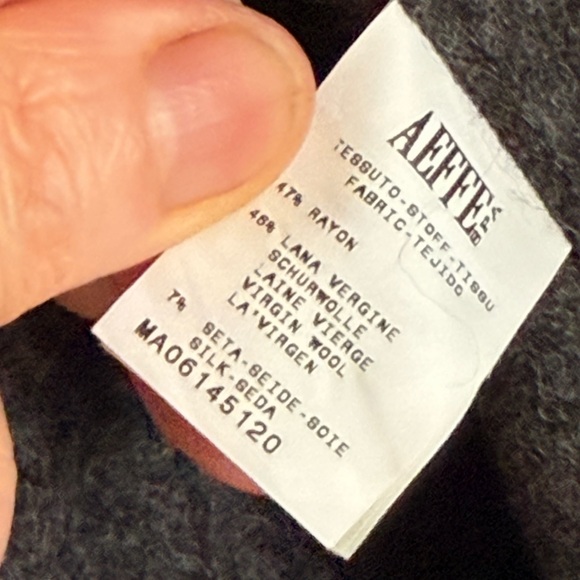 AEFFE SPA
TESSUTO-STOFF-TISSU
FABRIC-TEJIDO
47% RAYON
46% LANA VERGINE
SCHURWOLLE
LAINE VIERGE
VIRGIN WOOL
LA'VIRGEN
7% SETA-SEIDE-SOIE
SILK-SEDA
MA06145120